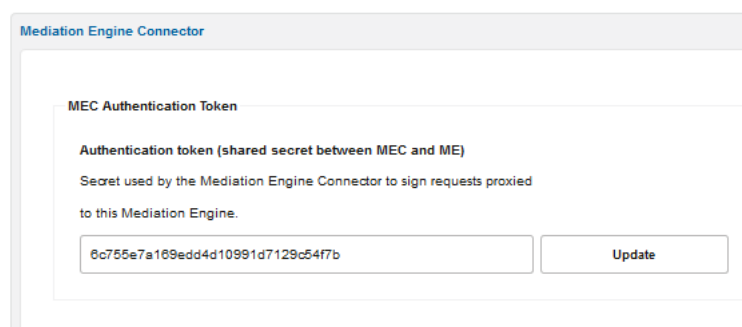 Mediation Engine Connector
MEC Authentication Token
Authentication token (shared secret between MEC and ME)
Secret used by the Mediation Engine Connector to sign requests proxied
to this Mediation Engine.
6c755e7a169edd4d10991d7129c54f7b
Update